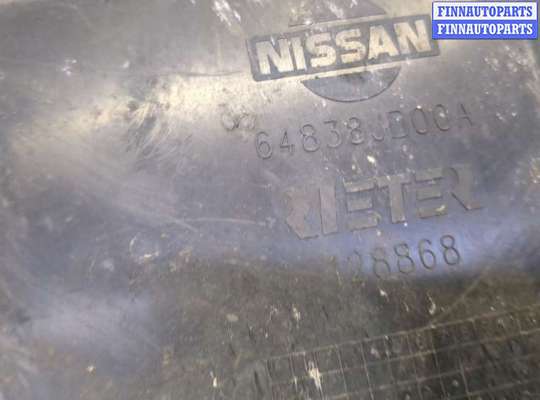 FINNAUTOPARTS
FINNAUTOPARTS
NISSAN
64838JD00A
RIETER
28868